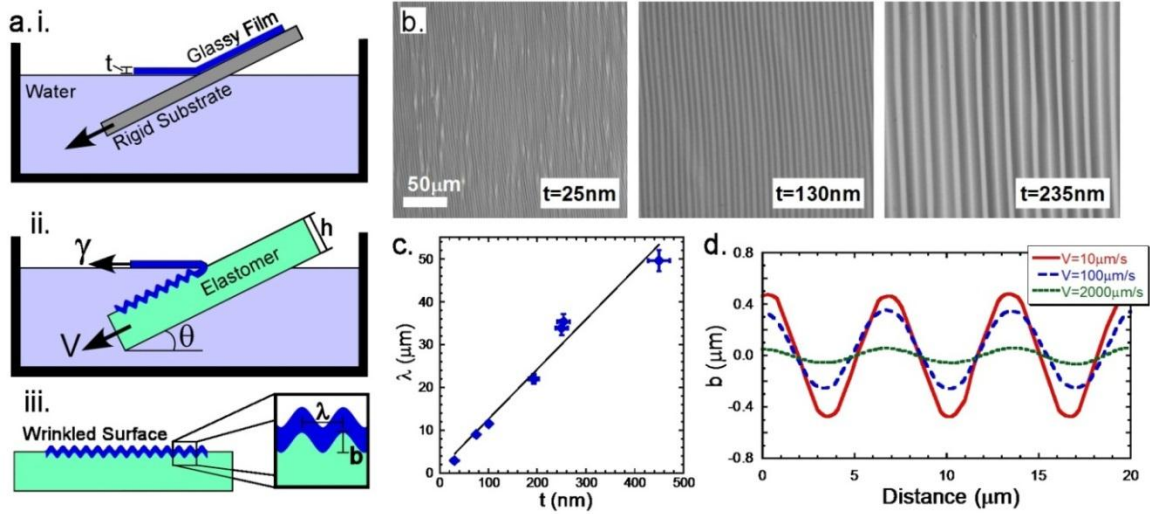 a. i.
Glassy Film
t
Water
Rigid Substrate
ii.
γ
h
Elastomer
V
θ
iii.
Wrinkled Surface
λ
b
b.
50μm
t=25nm
t=130nm
t=235nm
c.
50
40
30
20
10
0
λ (μm)
0 100 200 300 400 500
t (nm)
d.
V=10μm/s
V=100μm/s
V=2000μm/s
0.8
0.4
0.0
-0.4
-0.8
b (μm)
0 5 10 15 20
Distance (μm)